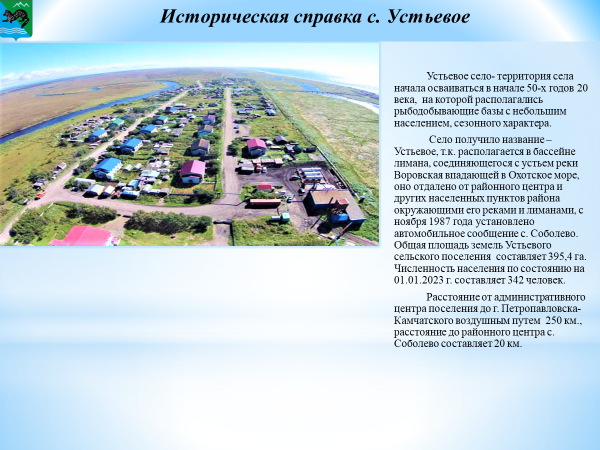 Историческая справка с. Устьевое
Устьевое село- территория села
начала осваиваться в начале 50-х годов 20
века, на которой располагались
рыбодобывающие базы с небольшим
населением, сезонного характера.
Село получило название –
Устьевое, т.к. располагается в бассейне
лимана, соединяющегося с устьем реки
Воровская впадающей в Охотское море,
оно отдалено от районного центра и
других населенных пунктов района
окружающими его реками и лиманами, с
ноября 1987 года установлено
автомобильное сообщение с. Соболево.
Общая площадь земель Устьевого
сельского поселения составляет 395,4 га.
Численность населения по состоянию на
01.01.2023 г. составляет 342 человек.
Расстояние от административного
центра поселения до г. Петропавловска-
Камчатского воздушным путем 250 км.,
расстояние до районного центра с.
Соболево составляет 20 км.